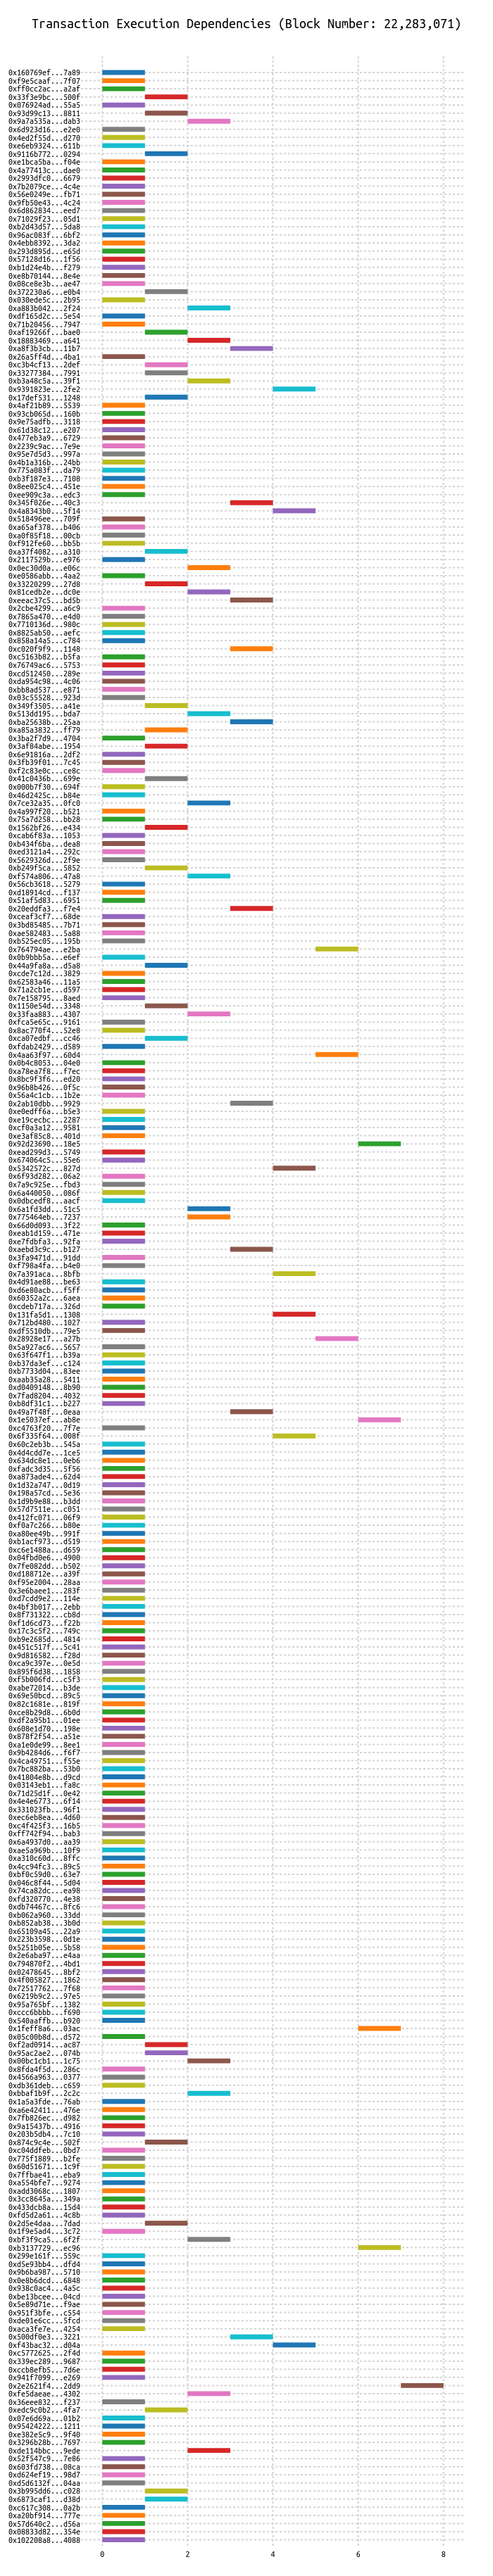 Transaction Execution Dependencies (Block Number: 22,283,071)
0x160769ef...7a89
0xf9e5caaf...7f07
0xff0cc2ac...a2af
0x33f3e9bc...500f
0x076924ad...55a5
0x93d99c13...8811
0x9a7a535a...dab3
0x6d923d16...e2e0
0x4ed2f55d...d270
0xe6eb9324...611b
0x9116b772...0294
0xe1bca5ba...f04e
0x4a77413c...dae0
0x2993dfc0...6679
0x7b2079ce...4c4e
0x56e0249e...fb71
0x9fb50e43...4c24
0x6d862834...eed7
0x71029f23...05d1
0xb2d43d57...5da8
0x96ac083f...6bf2
0x4ebb8392...3da2
0x293d895d...e65d
0x57128d16...1f56
0xb1d24e4b...f279
0xe8b70144...8e4e
0x08ce8e3b...ae47
0x372230a6...e0b4
0x030ede5c...2b95
0xa883b042...2f24
0xdf165d2c...5e54
0x71b20456...7947
0xaf19266f...bae0
0x18883469...a641
0xa8f3b3cb...11b7
0x26a5ff4d...4ba1
0xc3b4cf13...2def
0x33277384...7991
0xb3a48c5a...39f1
0x9391823e...2fe2
0x17def531...1248
0x4af21b89...5539
0x93cb065d...160b
0x9e75adfb...3118
0x61d38c12...e207
0x477eb3a9...6729
0x2239c9ac...7e9e
0x95e7d5d3...997a
0x4b1a316b...24bb
0x775a083f...da79
0xb3f187e3...7108
0x8ee025c4...451e
0xee909c3a...edc3
0x345f026e...40c3
0x4a8343b0...5f14
0x518496ee...709f
0xa65af378...b406
0xa0f85f18...00cb
0xf912fe60...bb5b
0xa37f4082...a310
0x2117529b...e976
0x0ec30d0a...e06c
0xe0586abb...4aa2
0x33220299...27d8
0x81cedb2e...dc0e
0xeeac37c5...bd5b
0x2cbe4299...a6c9
0x7865a470...e4d0
0x7710136d...980c
0x8825ab50...aefc
0x858a14a5...c784
0xc020f9f9...1148
0xc5163b82...b5fa
0x76749ac6...5753
0xcd512450...289e
0xda954c98...4c06
0xbb8ad537...e871
0x03c55528...923d
0x349f3505...a41e
0x513dd195...bda7
0xba25638b...25aa
0xa85a3832...ff79
0x3ba2f7d9...4704
0x3af84abe...1954
0x6e91816a...2df2
0x3fb39f01...7c45
0xf2c83e0c...ce8c
0x41c0436b...699e
0x000b7f30...694f
0x46d2425c...b84e
0x7ce32a35...0fc0
0x4a997f20...b521
0x75a7d258...bb28
0x1562bf26...e434
0xcab6f83a...1053
0xb434f6ba...dea8
0xed3121a4...292c
0x5629326d...2f9e
0xb249f5ca...5852
0xf574a806...47a8
0x56cb3618...5279
0xd18914cd...f137
0x51af5d83...6951
0x20eddfa3...f7e4
0xceaf3cf7...68de
0x3bd85485...7b71
0xae582483...5a88
0xb525ec05...195b
0x764794ae...e2ba
0x0b9bbb5a...e6ef
0x44a9fa8a...d5a8
0xcde7c12d...3829
0x62583a46...11a5
0x71a2cb1e...d597
0x7e158795...8aed
0x1150e54d...3348
0x33faa883...4307
0xfca5e65c...9161
0x8ac770f4...52e8
0xca07edbf...cc46
0xfdab2429...d589
0x4aa63f97...60d4
0x0b4c8053...04e0
0xa78ea7f8...f7ec
0x8bc9f3f6...ed20
0x96b8b426...0f5c
0x56a4c1cb...1b2e
0x2ab10dbb...9929
0xe0edff6a...b5e3
0xe19cecbc...2287
0xcf0a3a12...9581
0xe3af85c8...401d
0x92d23690...18e5
0xead299d3...5749
0x674064c5...55e6
0x5342572c...827d
0x6f93d282...06a2
0x7a9c925e...fbd3
0x6a440050...086f
0x0dbcedf8...aacf
0x6a1fd3dd...51c5
0x775464eb...7237
0x66d0d093...3f22
0xeab1d159...471e
0xe7fdbfa3...92fa
0xaebd3c9c...b127
0x3fa9471d...91dd
0xf798a4fa...b4e0
0x7a391aca...8bfb
0x4d91ae88...be63
0xd6e80acb...f5ff
0x60352a2c...6aea
0xcdeb717a...326d
0x131fa5d1...1308
0x712bd480...1027
0xdf5510db...79e5
0x28928e17...a27b
0x5a927ac6...5657
0x63f647f1...b39a
0xb37da3ef...c124
0xb7733d04...83ee
0xaab35a28...5411
0xd0409148...8b90
0x7fad8204...4032
0xb8df31c1...b227
0x49a7f48f...0eaa
0x1e5037ef...ab8e
0xc4763f20...7f7e
0x6f335f64...008f
0x60c2eb3b...545a
0x4d4cdd7e...1ce5
0x634dc8e1...0eb6
0xfadc3d35...5f56
0xa873ade4...62d4
0x1d32a747...0d19
0x198a57cd...5e36
0x1d9b9e88...b3dd
0x57d7511e...c051
0x412fc071...06f9
0xf0a7c266...b80e
0xa80ee49b...991f
0xb1acf973...d519
0xc6e1488a...d659
0x04fbd0e6...4900
0x7fe082dd...b502
0xd188712e...a39f
0xf95e2004...28aa
0x3e6baee1...283f
0xd7cdd9e2...114e
0x4bf3b017...2ebb
0x8f731322...cb8d
0xf1d6cd73...f22b
0x17c3c5f2...749c
0xb9e2685d...4814
0x451c517f...5c41
0x9d816582...f28d
0xca9c397e...0e5d
0x895f6d38...1858
0xf5b006fd...c5f3
0xabe72014...b3de
0x69e50bcd...89c5
0x82c1681e...819f
0xce8b29d8...6b0d
0xdf2a95b1...01ee
0x608e1d70...198e
0x878f2f54...a51e
0xa1e0de99...8ee1
0x9b4284d6...f6f7
0x4ca49751...f55e
0x7bc882ba...53b0
0x41804e8b...d9cd
0x03143eb1...fa8c
0x71d25d1f...0e42
0x4e4e6773...6f14
0x331023fb...96f1
0xec6eb8ea...4d60
0xc4f425f3...16b5
0xff742f94...bab3
0x6a4937d0...aa39
0xae5a969b...10f9
0xa310c60d...8ffc
0x4cc94fc3...89c5
0xbf0c59d0...63e7
0x046c8f44...5d04
0x74ca82dc...ea98
0xfd320770...4e38
0xdb74467c...8fc6
0xb062a960...33dd
0xb852ab38...3b0d
0x65109a45...22a9
0x223b3598...0d1e
0x5251b05e...5b58
0x2e6aba97...e4aa
0x794870f2...4bd1
0x02478645...8bf2
0x4f005827...1862
0x72517762...7f68
0x6219b9c2...97e5
0x95a765bf...1382
0xccc6bbbb...f690
0x540aaffb...b920
0x1feff8a6...03ac
0x05c00b8d...d572
0xf2ad0914...ac87
0x95ac2ae2...074b
0x00bc1cb1...1c75
0x8fda4f5d...286c
0x4566a963...0377
0xdb361deb...c659
0xbbaf1b9f...2c2c
0x1a5a3fde...76ab
0xa6e42411...476e
0x7fb826ec...d982
0x9a15437b...4916
0x203b5db4...7c10
0x874c9c4e...502f
0xc04ddfeb...0bd7
0x775f1889...b2fe
0x60d51671...1c9f
0x7ffbae41...eba9
0xa554bfe7...9274
0xadd3068c...1807
0x3cc8645a...349a
0x433dcb8a...15d4
0xfd5d2a61...4c8b
0x2d5e4daa...7dad
0x1f9e5ad4...3c72
0xbf3f9ca5...6f2f
0xb3137729...ec96
0x299e161f...559c
0xd5e93bb4...dfd4
0x9b6ba987...5710
0x0e8b6dcd...6848
0x938c0ac4...4a5c
0xbe13bcee...04cd
0x5e89d71e...f9ae
0x951f3bfe...c554
0xde01e6cc...5fcd
0xaca3fe7e...4254
0x500df0e3...3221
0xf43bac32...d04a
0xc5772625...2f4d
0x339ec289...9687
0xccb8efb5...7d6e
0x941f7099...e269
0x2e2621f4...2dd9
0xfe5daeae...4302
0x36eee832...f237
0xedc9c0b2...4fa7
0x07e6d69a...01b2
0x95424222...1211
0xe382e5c9...9f40
0x3296b28b...7697
0xde114bbc...9ede
0x52f547c9...7e86
0x603fd738...08ca
0xd624ef19...98d7
0xd5d6132f...04aa
0x3b995dd6...c028
0x6873caf1...d38d
0xc617c308...0a2b
0xa20bf914...777e
0x57d640c2...d56a
0x08833d82...354e
0x102208a8...4088
0 2 4 6 8